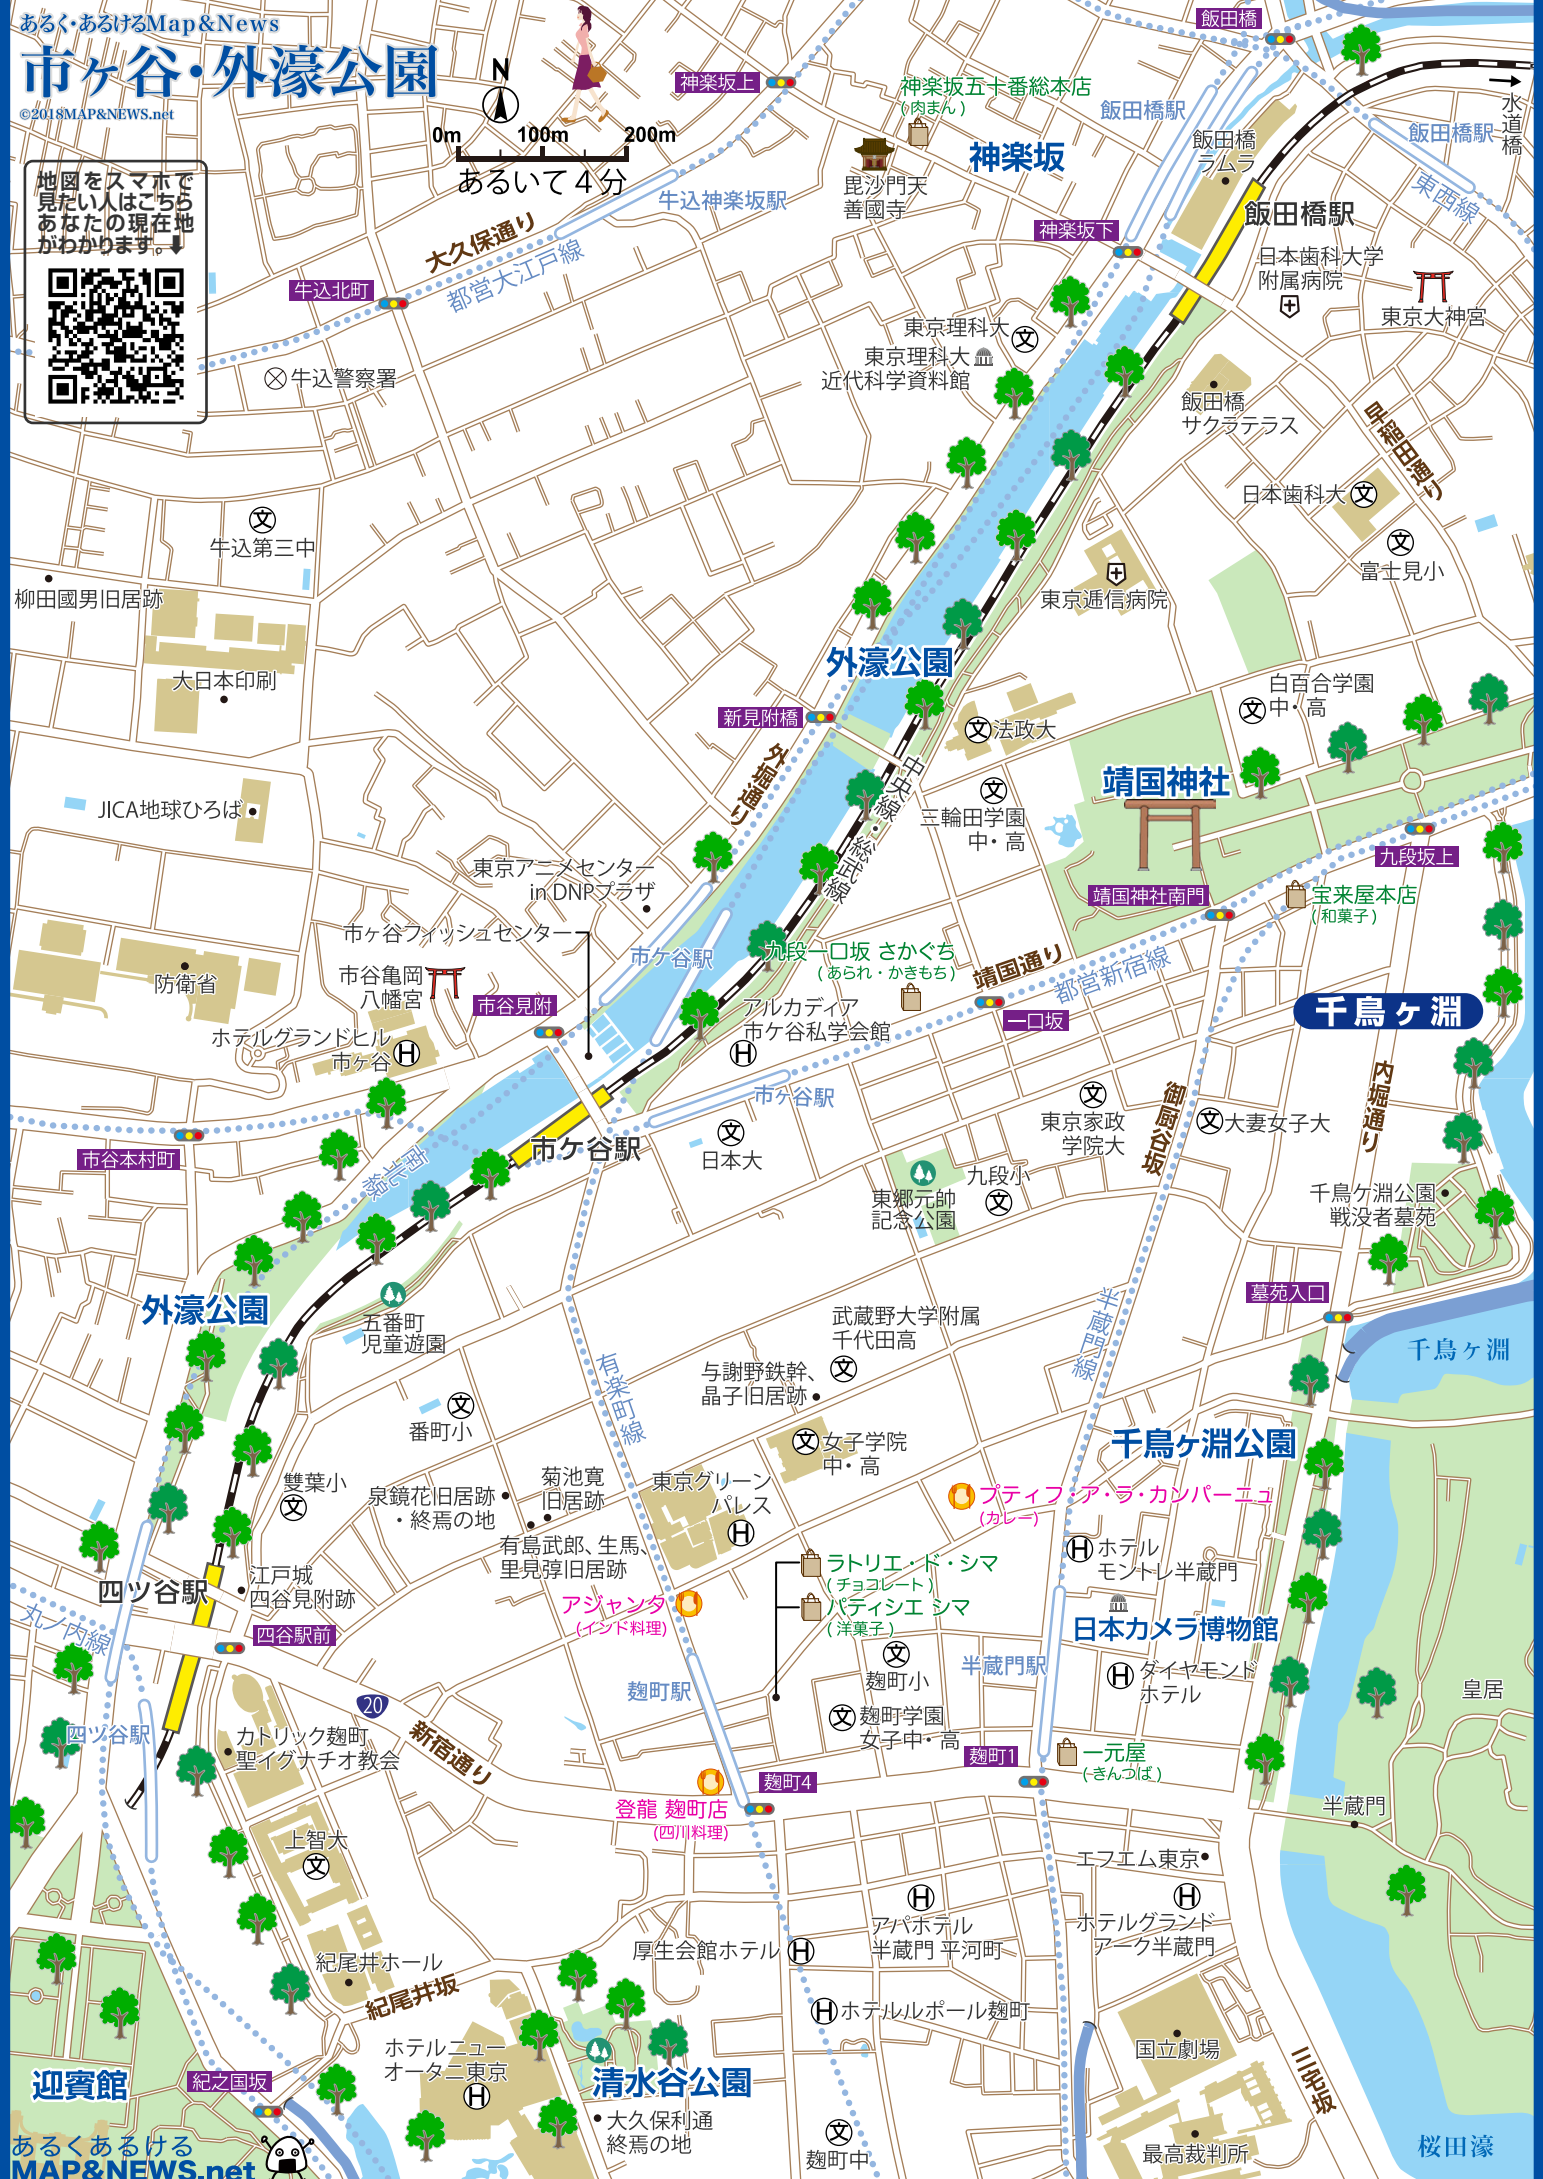 あるく・あるけるMap&News
市ヶ谷・外濠公園
©2018MAP&NEWS.net
N
0m 100m 200m
あるいて４分
地図をスマホで
見たい人はこちら
あなたの現在地
がわかります。⬇
飯田橋
神楽坂上
神楽坂五十番総本店
(肉まん)
飯田橋駅
飯田橋
ラムラ
飯田橋駅
水道橋
東西線
神楽坂
毘沙門天
善國寺
牛込神楽坂駅
大久保通り
都営大江戸線
牛込北町
神楽坂下
飯田橋駅
日本歯科大学
附属病院
東京大神宮
牛込警察署
東京理科大
東京理科大
近代科学資料館
飯田橋
サクラテラス
早稲田通り
日本歯科大
富士見小
牛込第三中
柳田國男旧居跡
大日本印刷
東京逓信病院
外濠公園
新見附橋
外堀通り
法政大
白百合学園
中・高
靖国神社
三輪田学園
中・高
中央線・総武線
JICA地球ひろば
東京アニメセンター
in DNPプラザ
市ヶ谷フィッシュセンター
市ケ谷駅
九段坂上
靖国神社南門
宝来屋本店
(和菓子)
九段一口坂 さかぐち
(あられ・かきもち)
靖国通り
都営新宿線
一口坂
千鳥ヶ淵
防衛省
市谷亀岡
八幡宮
市谷見附
ホテルグランドヒル
市ヶ谷
アルカディア
市ケ谷私学会館
市ヶ谷駅
市谷本村町
南北線
市ケ谷駅
日本大
東京家政
学院大
御厨谷坂
大妻女子大
内堀通り
東郷元帥
記念公園
九段小
千鳥ケ淵公園
戦没者墓苑
墓苑入口
千鳥ヶ淵
外濠公園
五番町
児童遊園
武蔵野大学附属
千代田高
与謝野鉄幹、
晶子旧居跡
半蔵門線
有楽町線
番町小
女子学院
中・高
千鳥ヶ淵公園
雙葉小
泉鏡花旧居跡
・終焉の地
菊池寛
旧居跡
有島武郎、生馬、
里見弴旧居跡
東京グリーン
パレス
プティフ・ア・ラ・カンパーニュ
(カレー)
ホテル
モントレ半蔵門
ラトリエ・ド・シマ
(チョコレート)
パティシエ シマ
(洋菓子)
アジャンタ
(インド料理)
四ツ谷駅
江戸城
四谷見附跡
丸ノ内線
四谷駅前
日本カメラ博物館
麹町小
半蔵門駅
ダイヤモンド
ホテル
皇居
麹町駅
麹町学園
女子中・高
麹町1
一元屋
(きんつば)
四ツ谷駅
20
新宿通り
カトリック麹町
聖イグナチオ教会
麹町4
登龍 麹町店
(四川料理)
半蔵門
上智大
エフエム東京
ホテルグランド
アーク半蔵門
アパホテル
半蔵門 平河町
厚生会館ホテル
紀尾井ホール
紀尾井坂
ホテルルポール麹町
ホテルニュー
オータニ東京
国立劇場
三宅坂
迎賓館
紀之国坂
清水谷公園
大久保利通
終焉の地
麹町中
最高裁判所
桜田濠
あるくあるける
MAP&NEWS.net